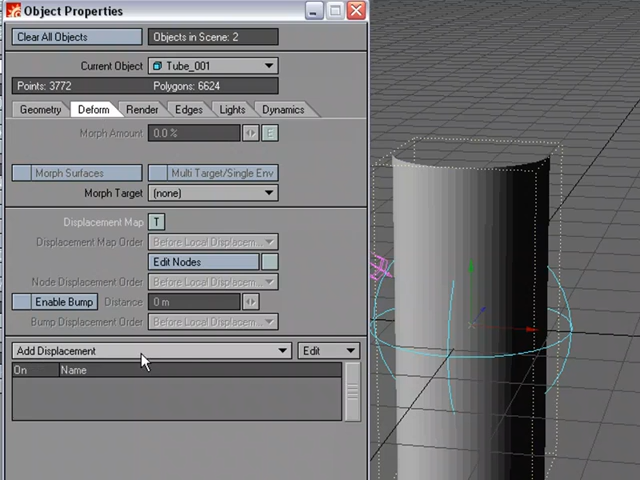 Object Properties
Clear All Objects Objects in Scene: 2
Current Object Tube_001
Points: 3772 Polygons: 6624
Geometry Deform Render Edges Lights Dynamics
Morph Amount 0.0 % E
Morph Surfaces Multi Target/Single Env
Morph Target (none)
Displacement Map T
Displacement Map Order Before Local Displacem...
Edit Nodes
Node Displacement Order Before Local Displacem...
Enable Bump Distance 0 m
Bump Displacement Order Before Local Displacem...
Add Displacement Edit
On Name